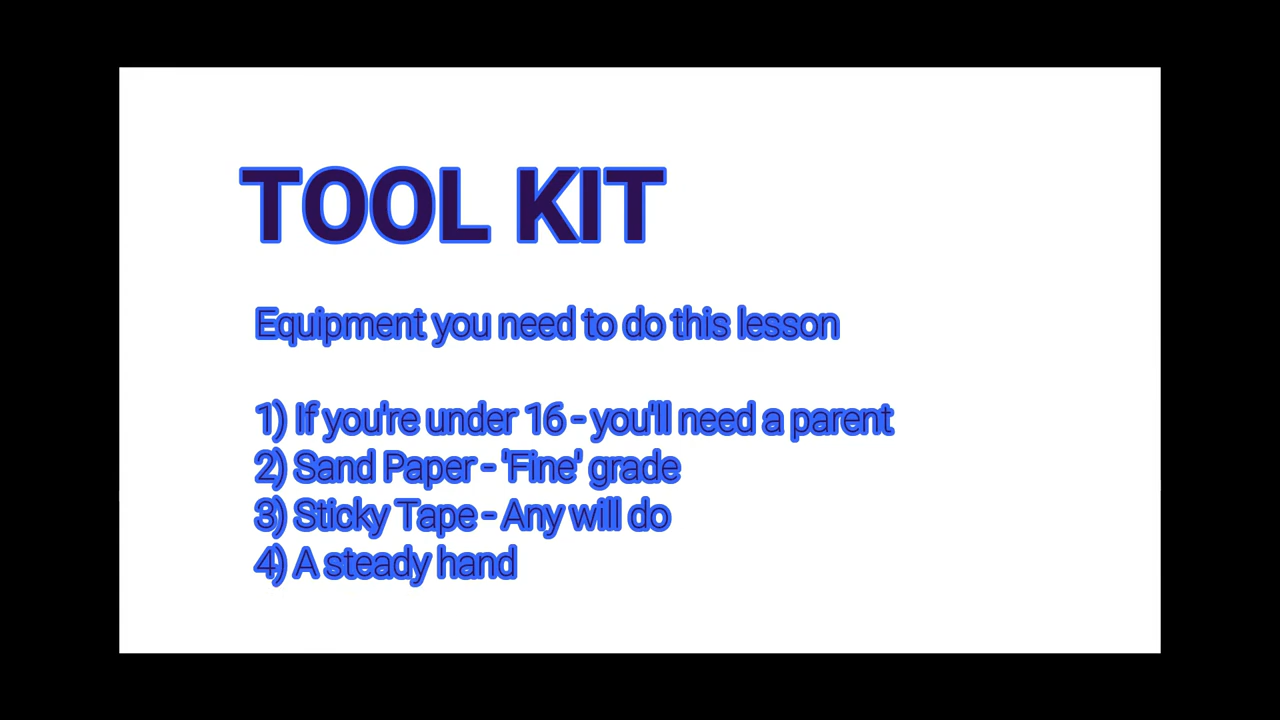 TOOL KIT
Equipment you need to do this lesson
1) If you're under 16 - you'll need a parent
2) Sand Paper - 'Fine' grade
3) Sticky Tape - Any will do
4) A steady hand